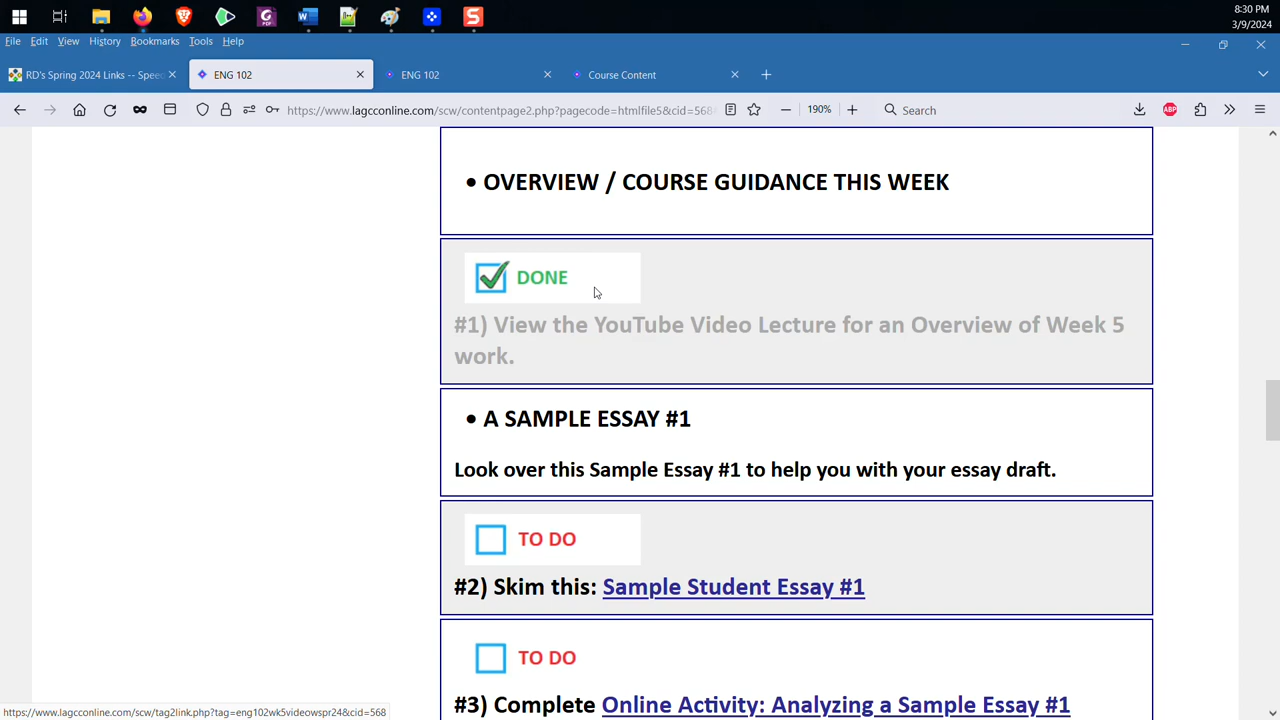 8:30 PM
3/9/2024
File Edit View History Bookmarks Tools Help
RD's Spring 2024 Links -- Speed
ENG 102
ENG 102
Course Content
https://www.lagcconline.com/scw/contentpage2.php?pagecode=htmlfile5&cid=568
190%
Search
ABP
• OVERVIEW / COURSE GUIDANCE THIS WEEK
DONE
#1) View the YouTube Video Lecture for an Overview of Week 5
work.
• A SAMPLE ESSAY #1
Look over this Sample Essay #1 to help you with your essay draft.
TO DO
#2) Skim this: Sample Student Essay #1
TO DO
#3) Complete Online Activity: Analyzing a Sample Essay #1
https://www.lagcconline.com/scw/tag2link.php?tag=eng102wk5videowspr24&cid=568